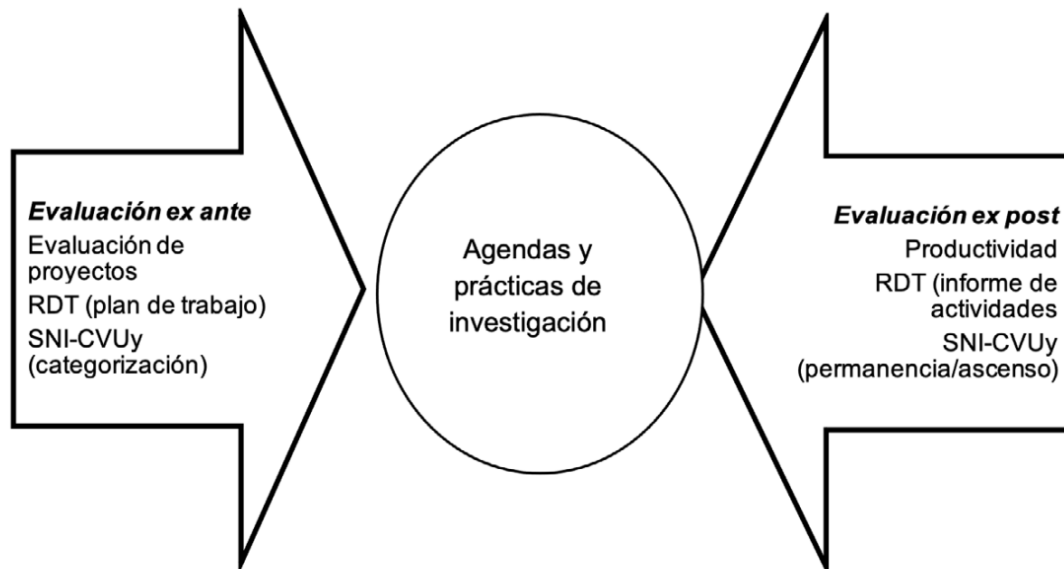 Evaluación ex ante
Evaluación de
proyectos
RDT (plan de trabajo)
SNI-CVUy
(categorización)
Agendas y
prácticas de
investigación
Evaluación ex post
Productividad
RDT (informe de
actividades
SNI-CVUy
(permanencia/ascenso)